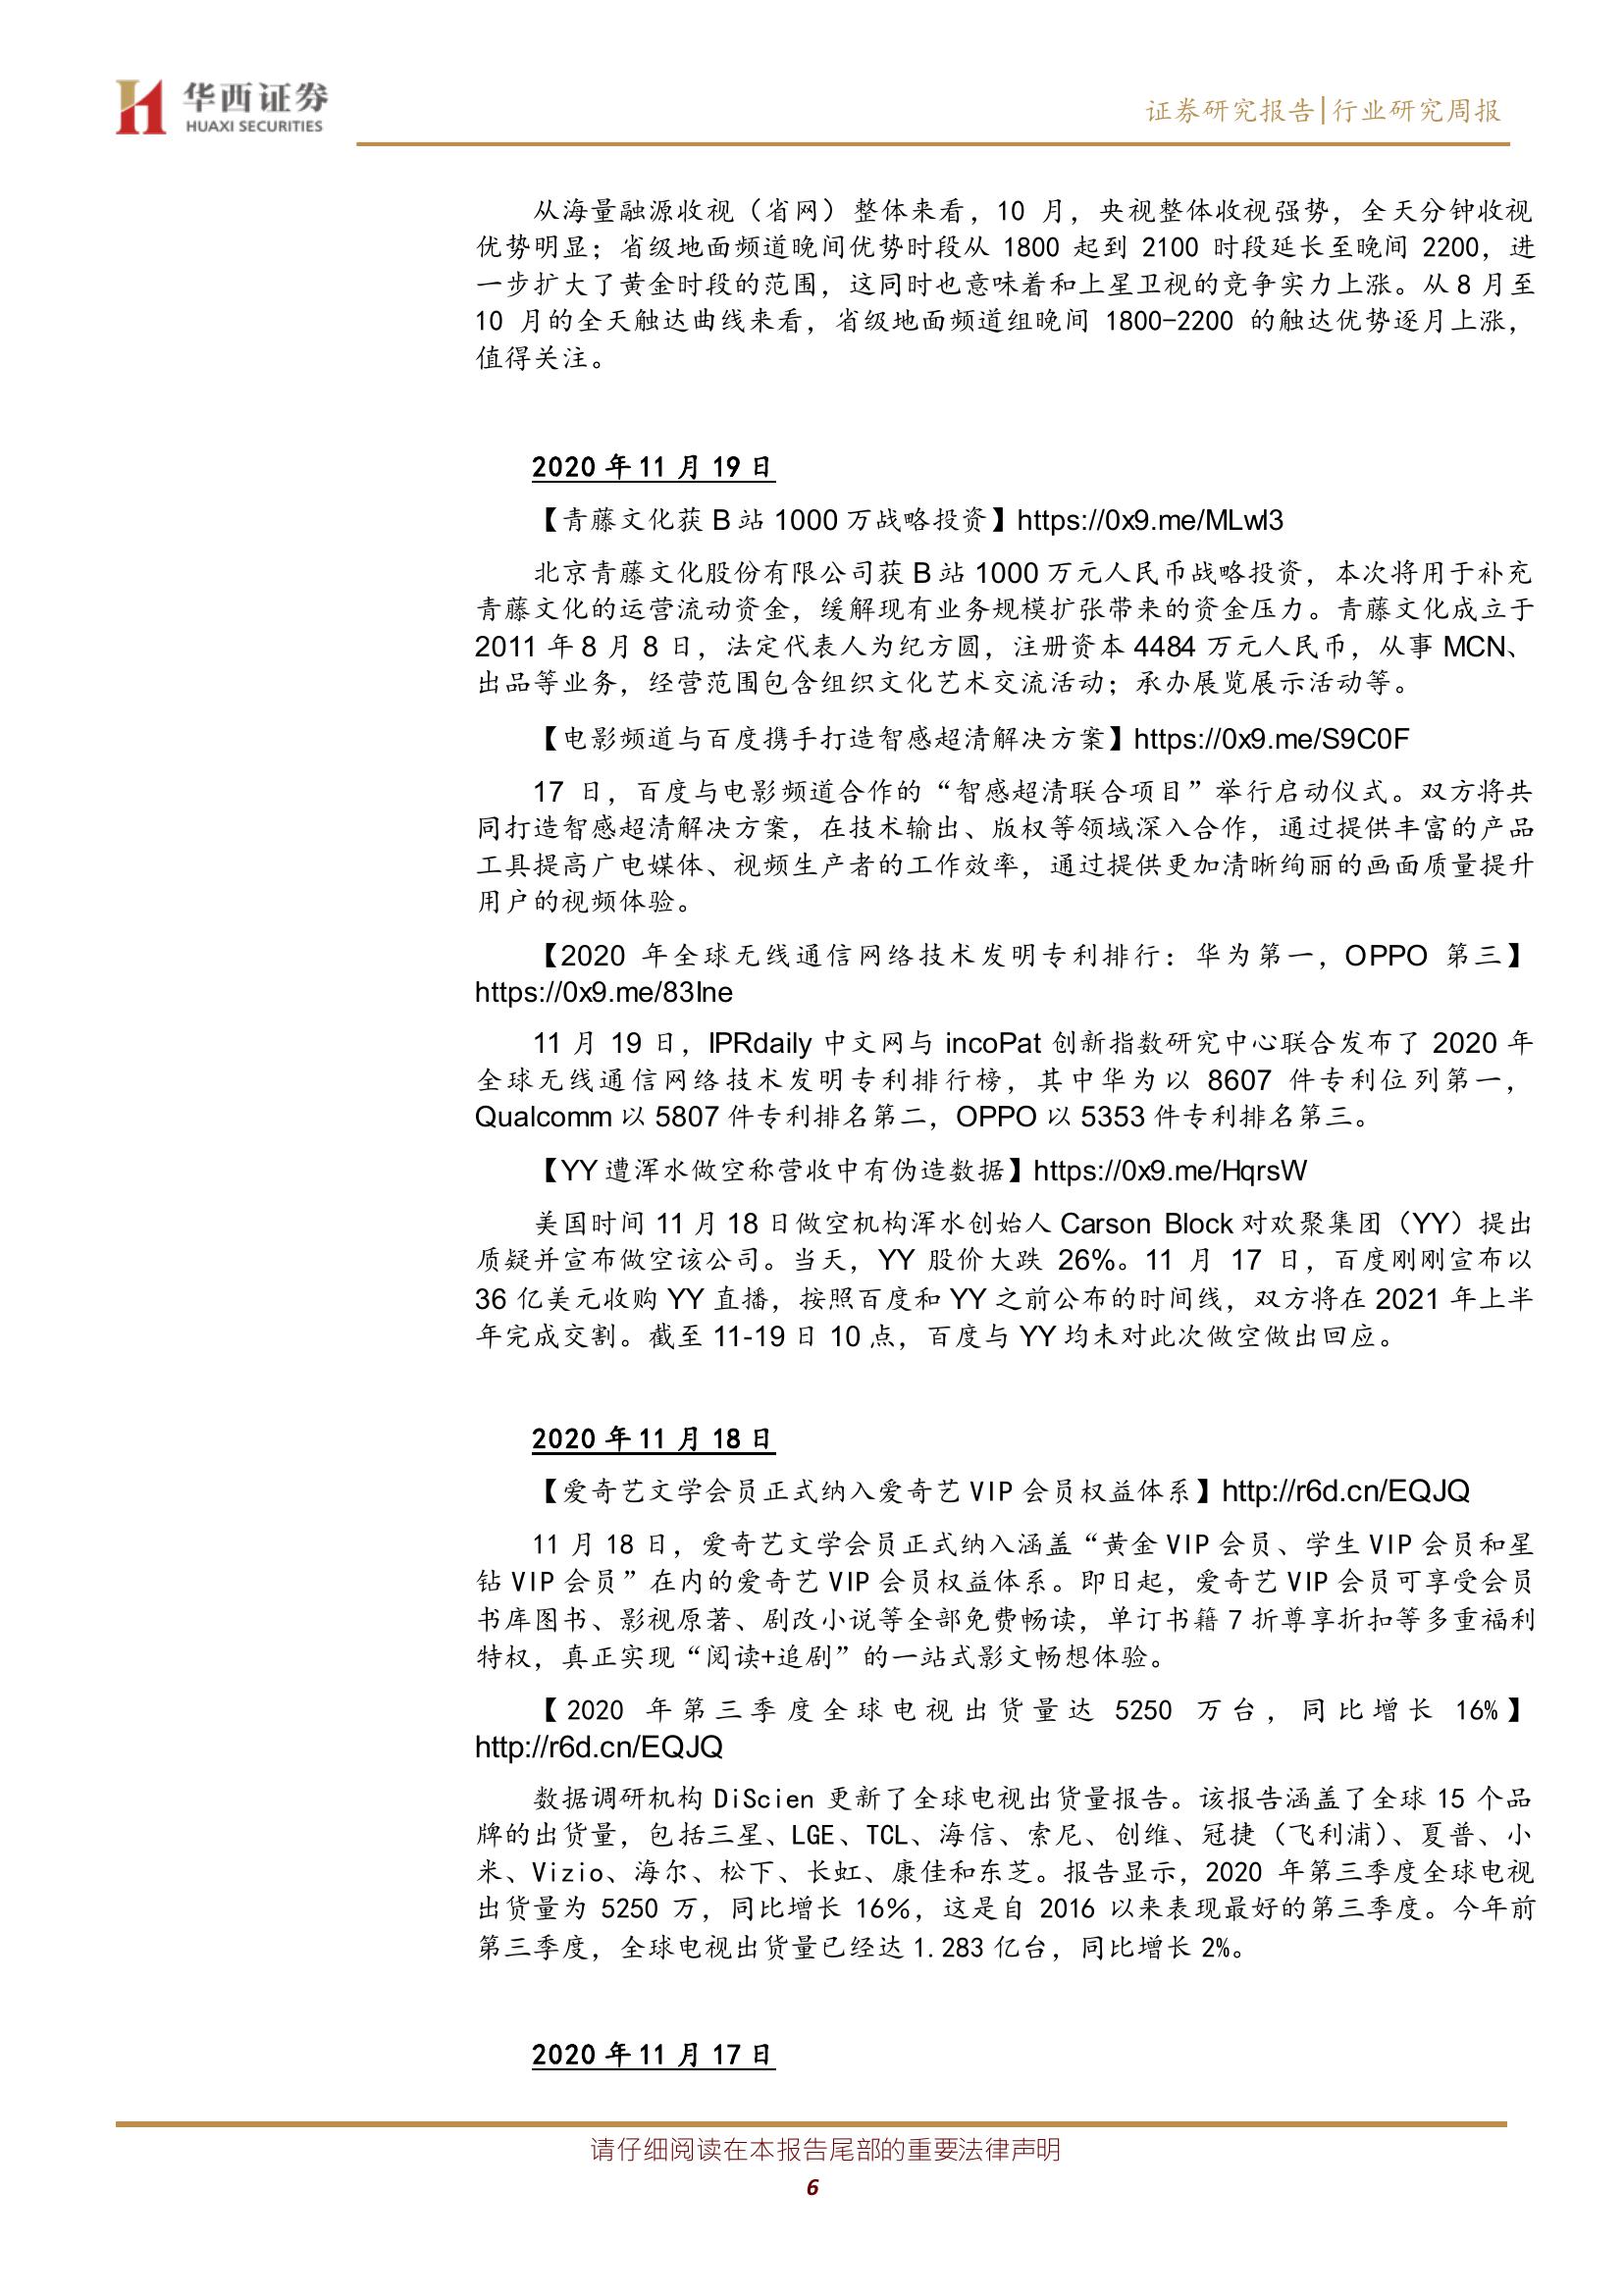 华西证券
HUAXI SECURITIES
证券研究报告|行业研究周报
从海量融源收视（省网）整体来看，10 月，央视整体收视强势，全天分钟收视
优势明显；省级地面频道晚间优势时段从 1800 起到 2100 时段延长至晚间 2200，进
一步扩大了黄金时段的范围，这同时也意味着和上星卫视的竞争实力上涨。从 8 月至
10 月的全天触达曲线来看，省级地面频道组晚间 1800-2200 的触达优势逐月上涨，
值得关注。
2020 年 11 月 19 日
【青藤文化获 B 站 1000 万战略投资】https://0x9.me/MLwI3
北京青藤文化股份有限公司获 B 站 1000 万元人民币战略投资，本次将用于补充
青藤文化的运营流动资金，缓解现有业务规模扩张带来的资金压力。青藤文化成立于
2011 年 8 月 8 日，法定代表人为纪方圆，注册资本 4484 万元人民币，从事 MCN、
出品等业务，经营范围包含组织文化艺术交流活动；承办展览展示活动等。
【电影频道与百度携手打造智感超清解决方案】https://0x9.me/S9C0F
17 日，百度与电影频道合作的“智感超清联合项目”举行启动仪式。双方将共
同打造智感超清解决方案，在技术输出、版权等领域深入合作，通过提供丰富的产品
工具提高广电媒体、视频生产者的工作效率，通过提供更加清晰绚丽的画面质量提升
用户的视频体验。
【2020 年全球无线通信网络技术发明专利排行：华为第一，OPPO 第三】
https://0x9.me/83Ine
11 月 19 日，IPRdaily 中文网与 incoPat 创新指数研究中心联合发布了 2020 年
全球无线通信网络技术发明专利排行榜，其中华为以 8607 件专利位列第一，
Qualcomm 以 5807 件专利排名第二，OPPO 以 5353 件专利排名第三。
【YY 遭浑水做空称营收中有伪造数据】https://0x9.me/HqrsW
美国时间 11 月 18 日做空机构浑水创始人 Carson Block 对欢聚集团（YY）提出
质疑并宣布做空该公司。当天，YY 股价大跌 26%。11 月 17 日，百度刚刚宣布以
36 亿美元收购 YY 直播，按照百度和 YY 之前公布的时间线，双方将在 2021 年上半
年完成交割。截至 11-19 日 10 点，百度与 YY 均未对此次做空做出回应。
2020 年 11 月 18 日
【爱奇艺文学会员正式纳入爱奇艺 VIP 会员权益体系】http://r6d.cn/EQJQ
11 月 18 日，爱奇艺文学会员正式纳入涵盖“黄金 VIP 会员、学生 VIP 会员和星
钻 VIP 会员”在内的爱奇艺 VIP 会员权益体系。即日起，爱奇艺 VIP 会员可享受会员
书库图书、影视原著、剧改小说等全部免费畅读，单订书籍 7 折尊享折扣等多重福利
特权，真正实现“阅读+追剧”的一站式影文畅想体验。
【2020 年第三季度全球电视出货量达 5250 万台，同比增长 16%】
http://r6d.cn/EQJQ
数据调研机构 DiScien 更新了全球电视出货量报告。该报告涵盖了全球 15 个品
牌的出货量，包括三星、LGE、TCL、海信、索尼、创维、冠捷（飞利浦）、夏普、小
米、Vizio、海尔、松下、长虹、康佳和东芝。报告显示，2020 年第三季度全球电视
出货量为 5250 万，同比增长 16%，这是自 2016 以来表现最好的第三季度。今年前
第三季度，全球电视出货量已经达 1.283 亿台，同比增长 2%。
2020 年 11 月 17 日
请仔细阅读在本报告尾部的重要法律声明
6